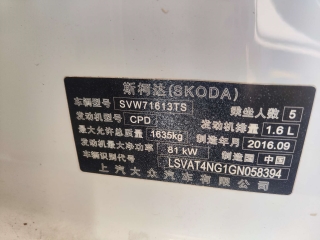 斯柯达(SKODA)
车辆型号 SVW71613TS 乘坐人数 5
发动机型号 CPD 发动机排量 1.6 L
最大允许总质量 1635kg 制造年月 2016.09
发动机最大净功率 81 kW 制造国 中国
车辆识别代号 LSVAT4NG1GN058394
上汽大众汽车有限公司